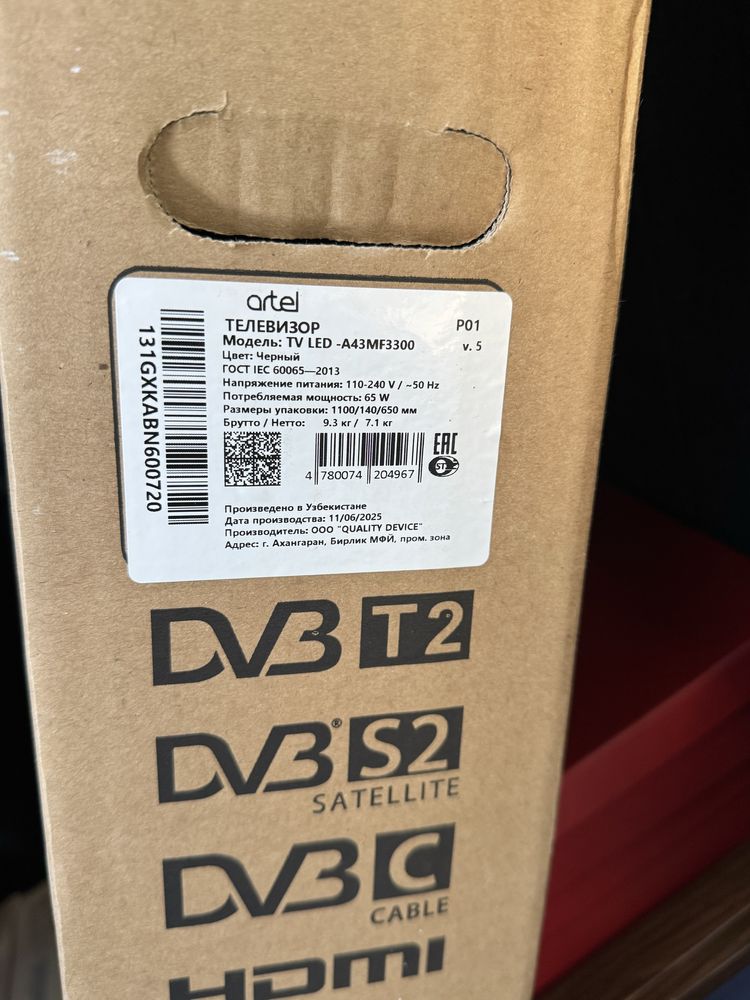 artel
ТЕЛЕВИЗОР P01
Модель: TV LED -A43MF3300 v. 5
Цвет: Черный
ГОСТ IEC 60065—2013
Напряжение питания: 110-240 V / ~50 Hz
Потребляемая мощность: 65 W
Размеры упаковки: 1100/140/650 мм
Брутто / Нетто: 9.3 кг / 7.1 кг
131GXKABN600720
4 780074 204967
EAC
Произведено в Узбекистане
Дата производства: 11/06/2025
Производитель: ООО "QUALITY DEVICE"
Адрес: г. Ахангаран, Бирлик МФЙ, пром. зона
DVB T2
DVB® S2
SATELLITE
DVB C
CABLE
HDMI